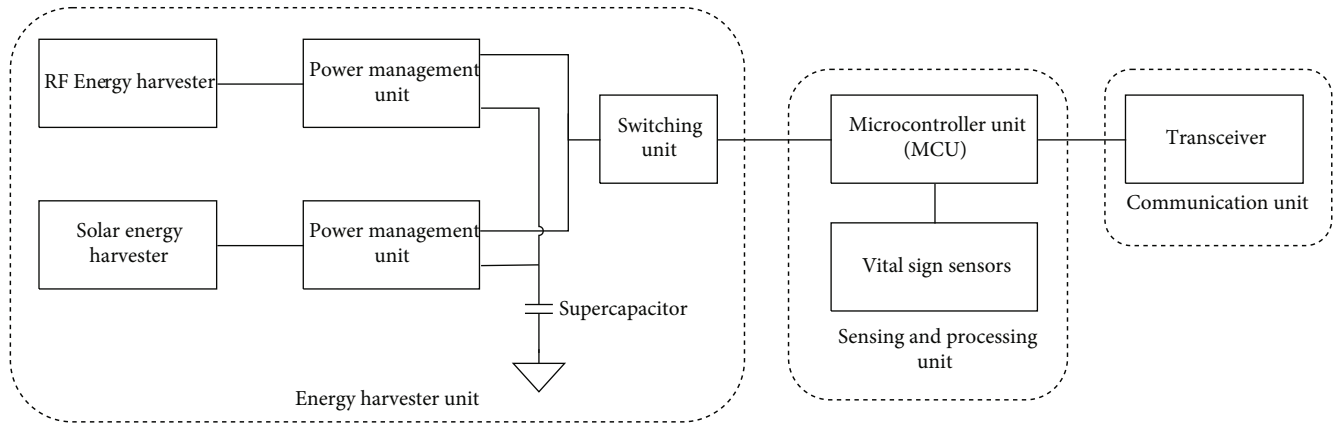 RF Energy harvester
Power management
unit
Switching
unit
Solar energy
harvester
Power management
unit
Supercapacitor
Energy harvester unit
Microcontroller unit
(MCU)
Vital sign sensors
Sensing and processing
unit
Transceiver
Communication unit